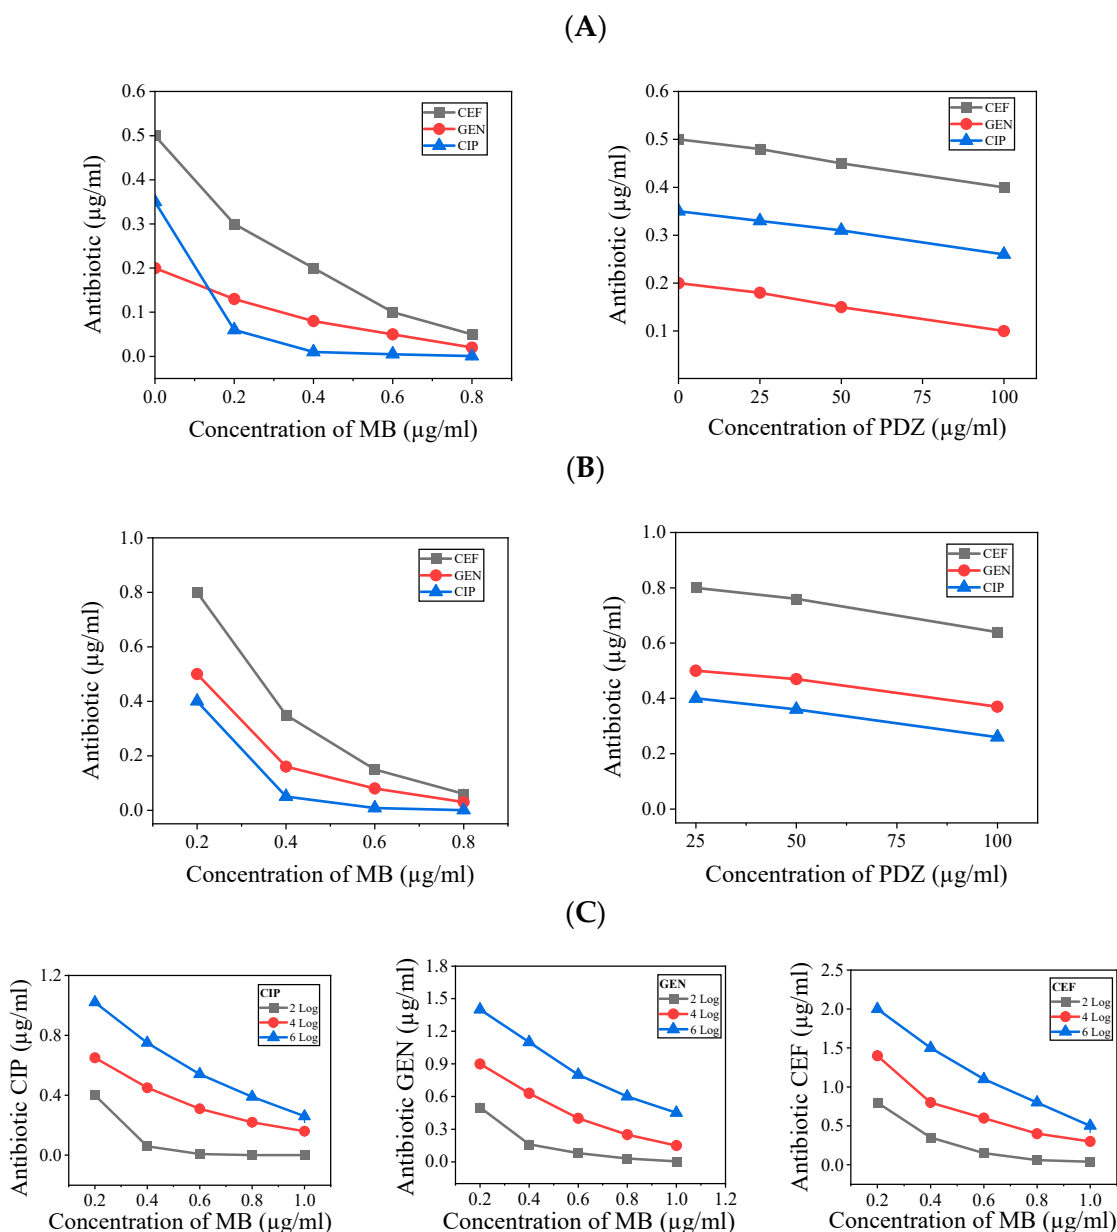 (A)
0.6
0.5
0.4
0.3
0.2
0.1
0.0
Antibiotic (µg/ml)
CEF
GEN
CIP
0.0 0.2 0.4 0.6 0.8
Concentration of MB (µg/ml)
0.6
0.5
0.4
0.3
0.2
0.1
Antibiotic (µg/ml)
CEF
CIP
GEN
0 25 50 75 100
Concentration of PDZ (µg/ml)
(B)
1.0
0.8
0.6
0.4
0.2
0.0
Antibiotic (µg/ml)
CEF
GEN
CIP
0.2 0.4 0.6 0.8
Concentration of MB (µg/ml)
1.0
0.8
0.6
0.4
0.2
0.0
Antibiotic (µg/ml)
CEF
GEN
CIP
25 50 75 100
Concentration of PDZ (µg/ml)
(C)
1.2
0.8
0.4
0.0
Antibiotic CIP (µg/ml)
CIP
2 Log
4 Log
6 Log
0.2 0.4 0.6 0.8 1.0
Concentration of MB (µg/ml)
1.8
1.5
1.2
0.9
0.6
0.3
0.0
Antibiotic GEN (µg/ml)
GEN
2 Log
4 Log
6 Log
0.2 0.4 0.6 0.8 1.0 1.2
Concentration of MB (µg/ml)
2.5
2.0
1.5
1.0
0.5
0.0
Antibiotic CEF (µg/ml)
CEF
2 Log
4 Log
6 Log
0.2 0.4 0.6 0.8 1.0
Concentration of MB (µg/ml)